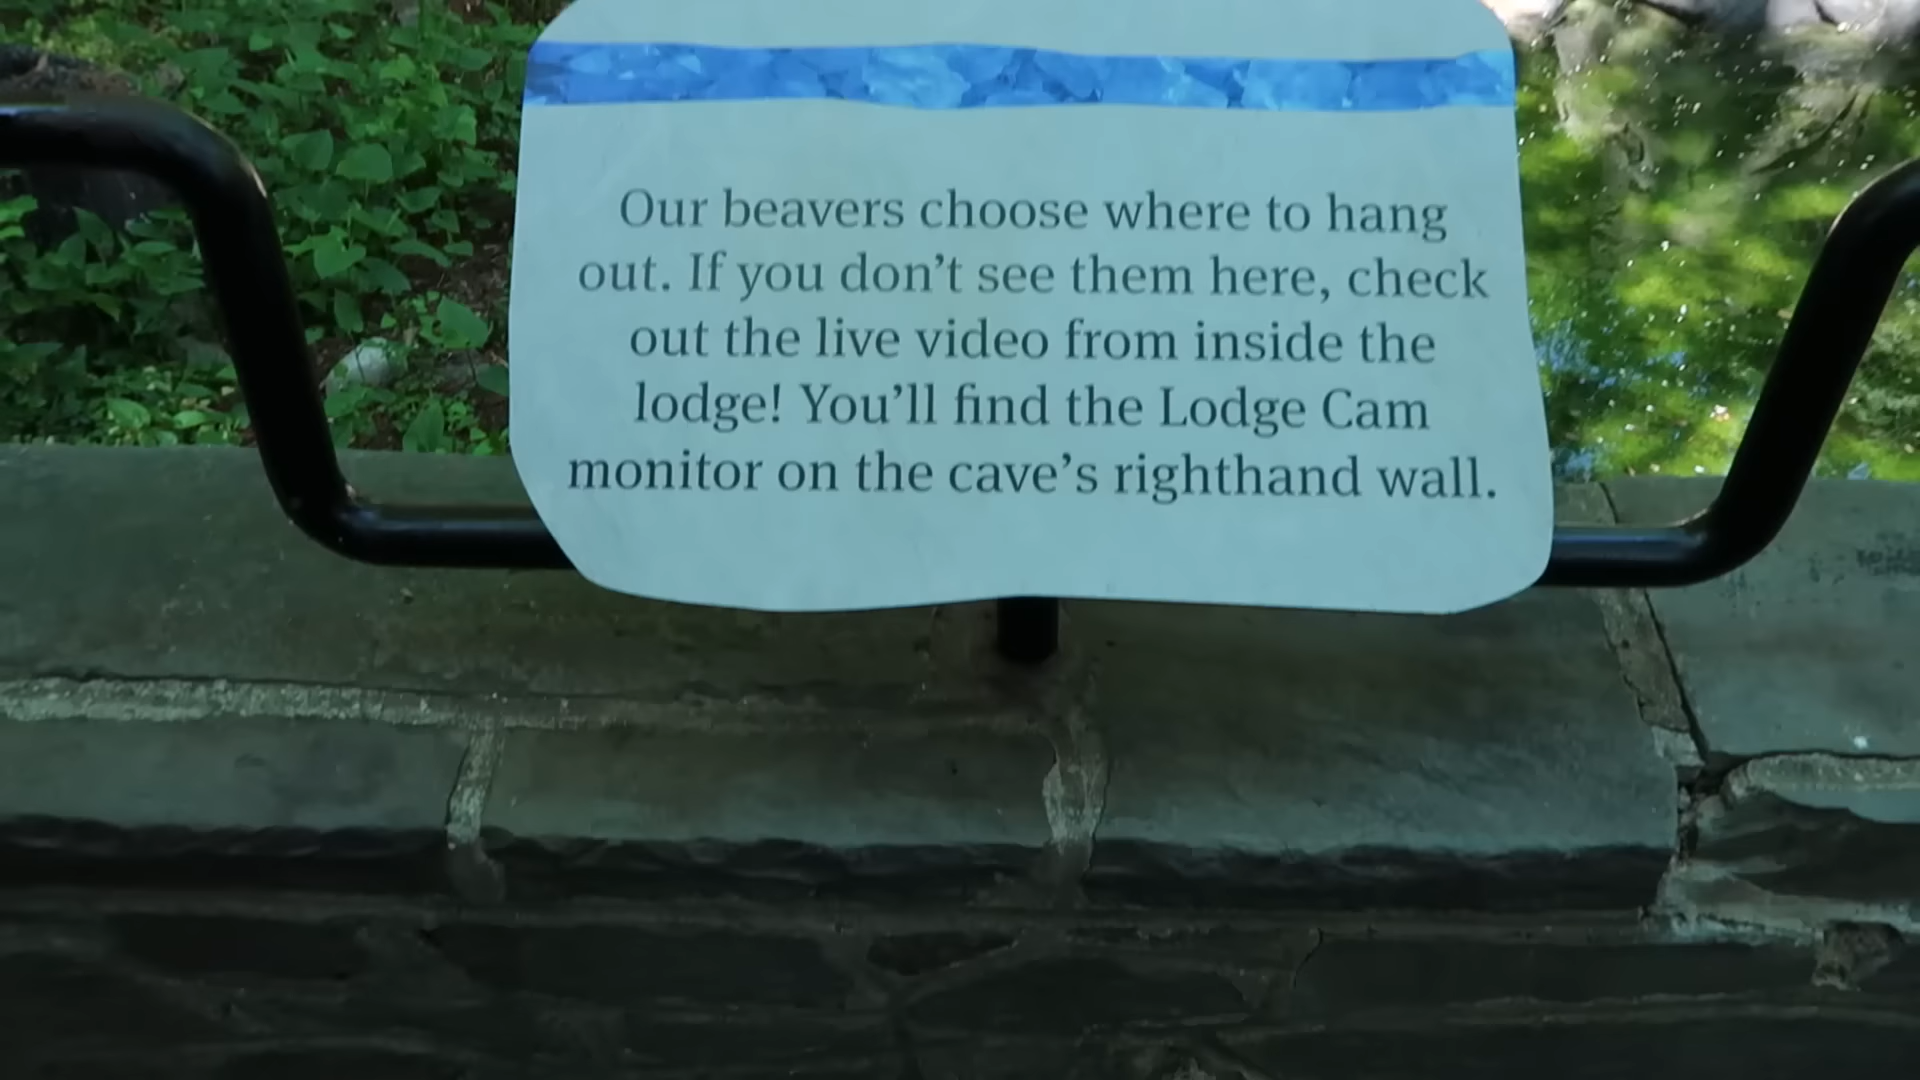 Our beavers choose where to hang
out. If you don’t see them here, check
out the live video from inside the
lodge! You’ll find the Lodge Cam
monitor on the cave’s righthand wall.